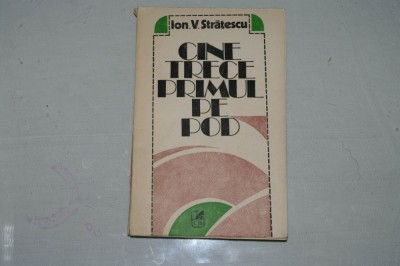 Ion V. Strătescu
CINE
TRECE
PRIMUL
PE
POD